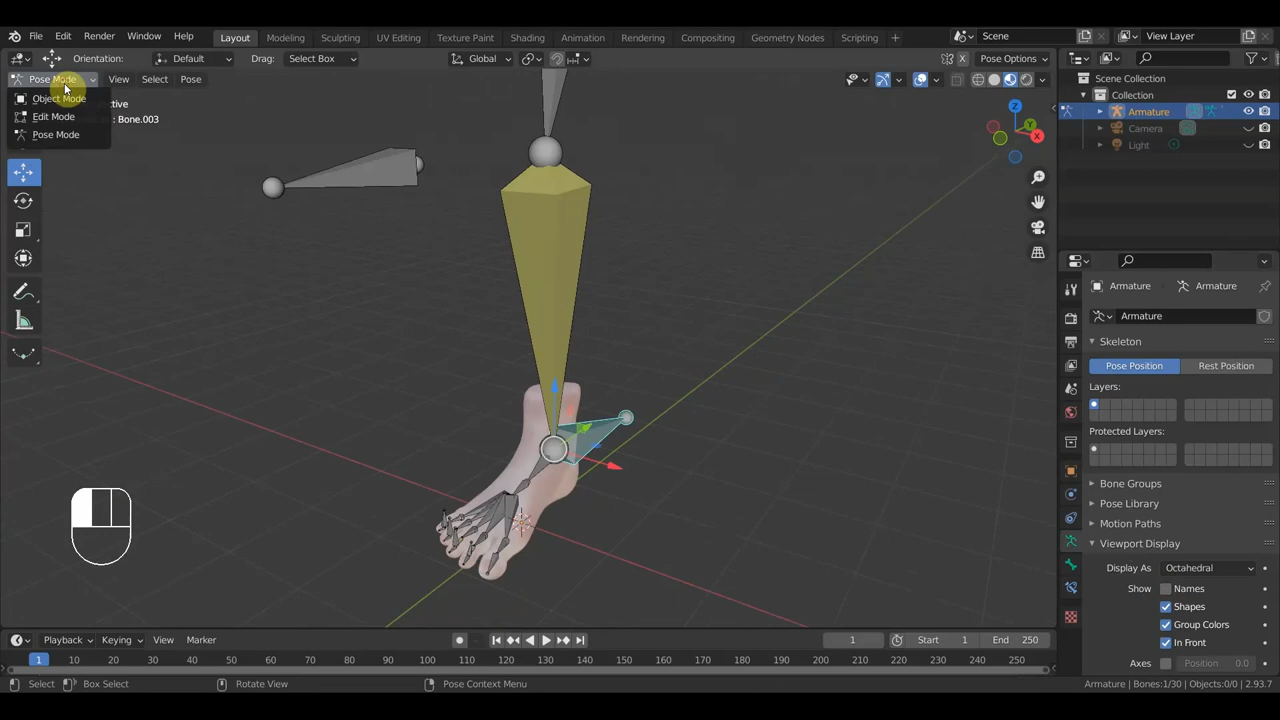 File Edit Render Window Help Layout Modeling Sculpting UV Editing Texture Paint Shading Animation Rendering Compositing Geometry Nodes Scripting + Scene View Layer
Orientation: Default Drag: Select Box Global X Pose Options
Pose Mode View Select Pose
Object Mode
Edit Mode
Pose Mode
ctive
: Bone.003
Z
Y
X
Scene Collection
Collection
Armature
Camera
Light
Armature Armature
Armature
Skeleton
Pose Position Rest Position
Layers:
Protected Layers:
Bone Groups
Pose Library
Motion Paths
Viewport Display
Display As Octahedral
Show Names
Shapes
Group Colors
In Front
Axes Position 0.0
Playback Keying View Marker 1 Start 1 End 250
1 10 20 30 40 50 60 70 80 90 100 110 120 130 140 150 160 170 180 190 200 210 220 230 240 250
Select Box Select Rotate View Pose Context Menu Armature | Bones:1/30 | Objects:0/0 | 2.93.7